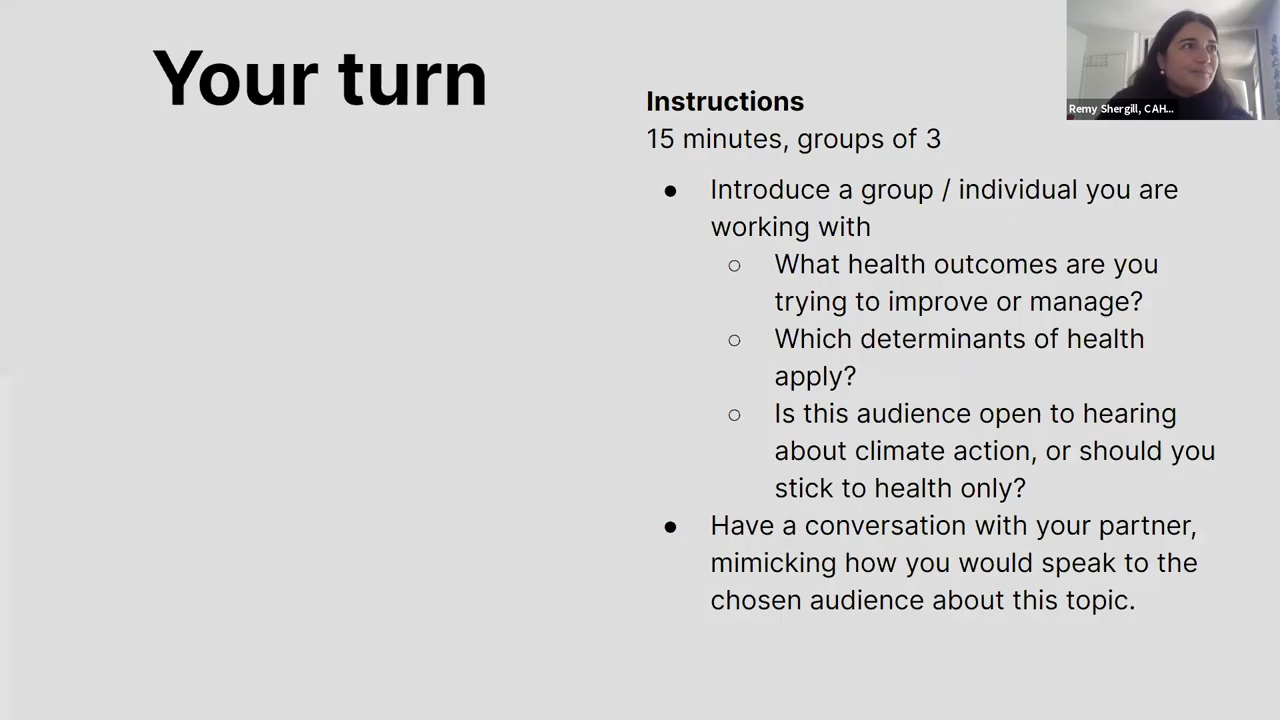 Your turn
Instructions
15 minutes, groups of 3
● Introduce a group / individual you are
working with
○ What health outcomes are you
trying to improve or manage?
○ Which determinants of health
apply?
○ Is this audience open to hearing
about climate action, or should you
stick to health only?
● Have a conversation with your partner,
mimicking how you would speak to the
chosen audience about this topic.
Remy Shergill, CAH...